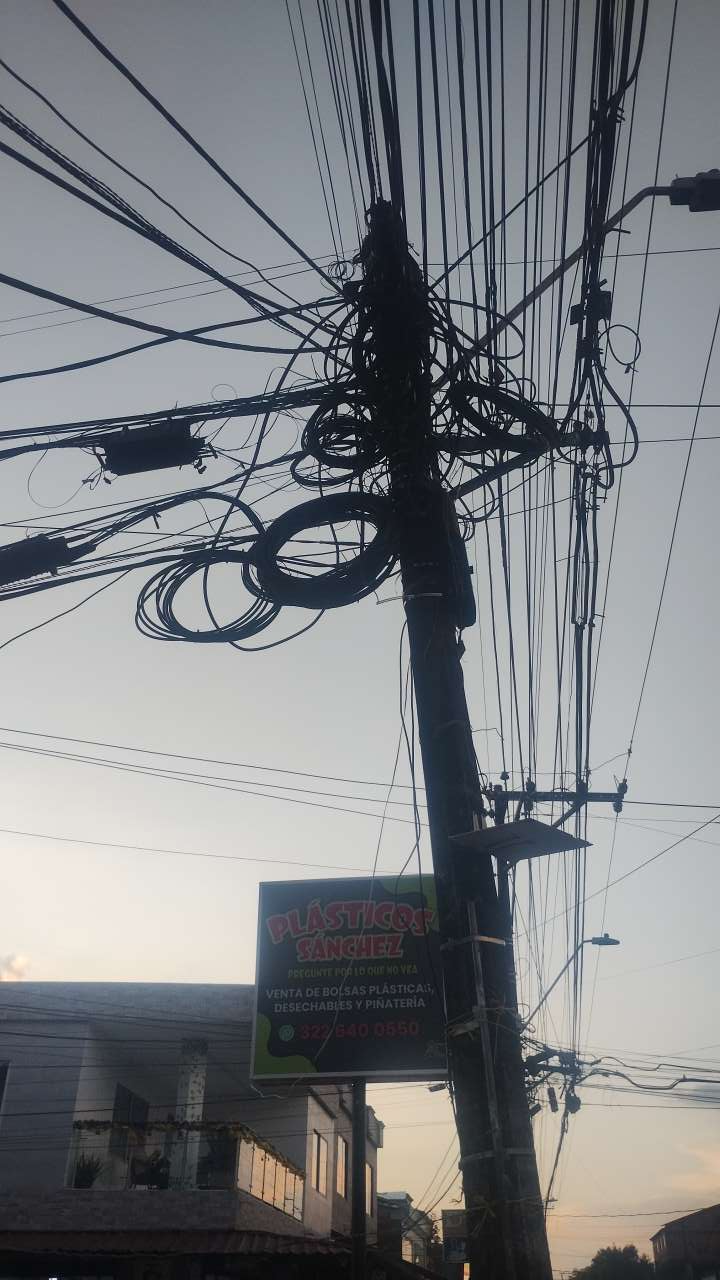 PLÁSTICOS
SÁNCHEZ
PREGUNTE POR LO QUE NO VEA
VENTA DE BOLSAS PLÁSTICAS,
DESECHABLES Y PIÑATERÍA
322 640 0550